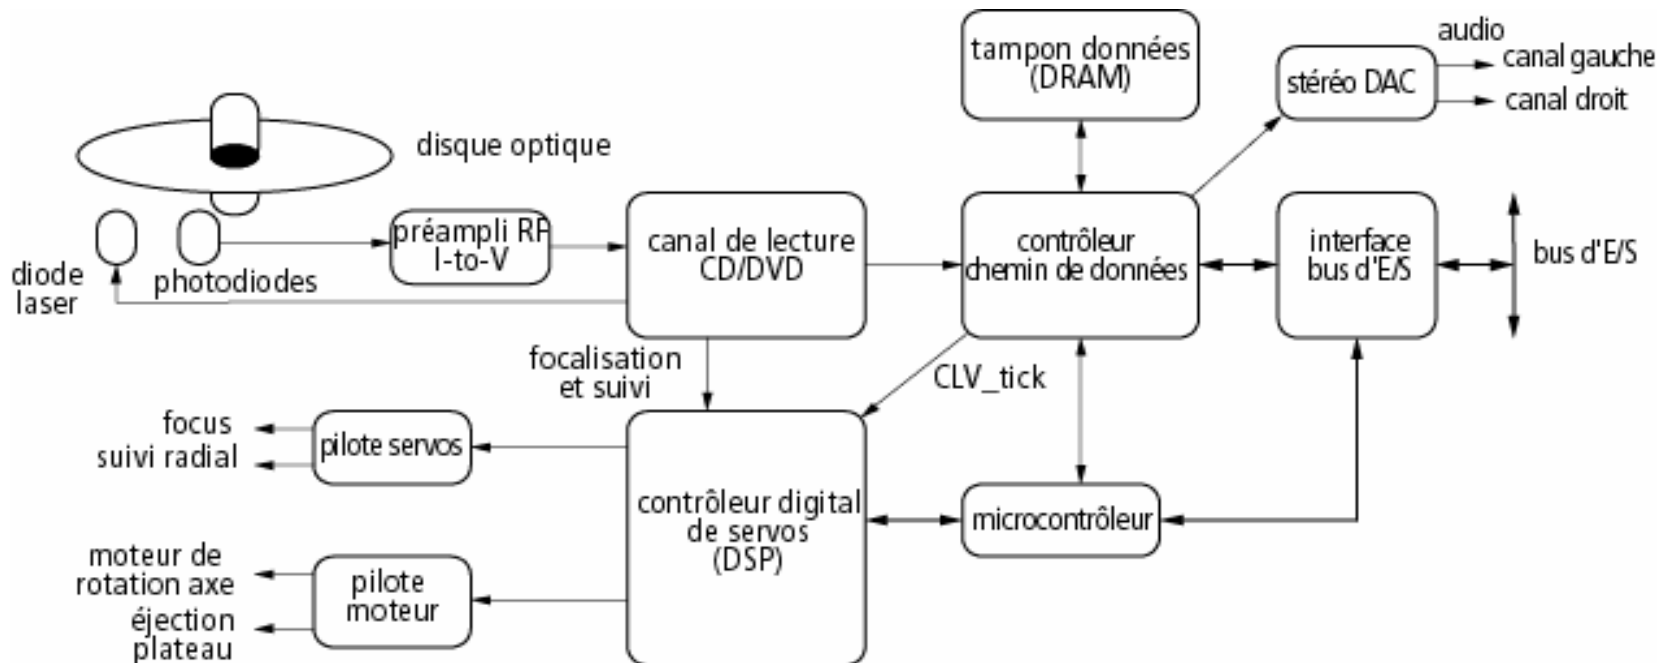 tampon données
(DRAM)
audio
canal gauche
stéréo DAC
canal droit
disque optique
préampli RF
I-to-V
canal de lecture
CD/DVD
contrôleur
chemin de données
interface
bus d'E/S
bus d'E/S
diode
laser
photodiodes
focalisation
et suivi
CLV_tick
focus
suivi radial
pilote servos
contrôleur digital
de servos
(DSP)
microcontrôleur
moteur de
rotation axe
éjection
plateau
pilote
moteur